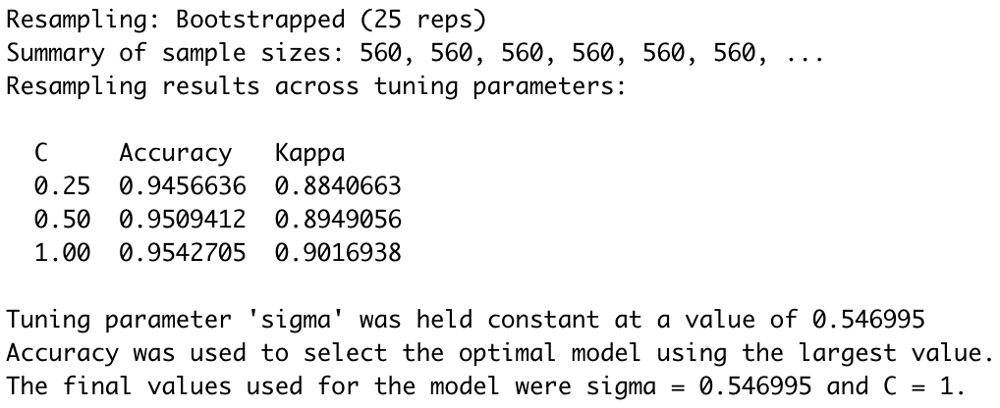 Resampling: Bootstrapped (25 reps)
Summary of sample sizes: 560, 560, 560, 560, 560, 560, ...
Resampling results across tuning parameters:

  C     Accuracy   Kappa
  0.25  0.9456636  0.8840663
  0.50  0.9509412  0.8949056
  1.00  0.9542705  0.9016938

Tuning parameter 'sigma' was held constant at a value of 0.546995
Accuracy was used to select the optimal model using the largest value.
The final values used for the model were sigma = 0.546995 and C = 1.